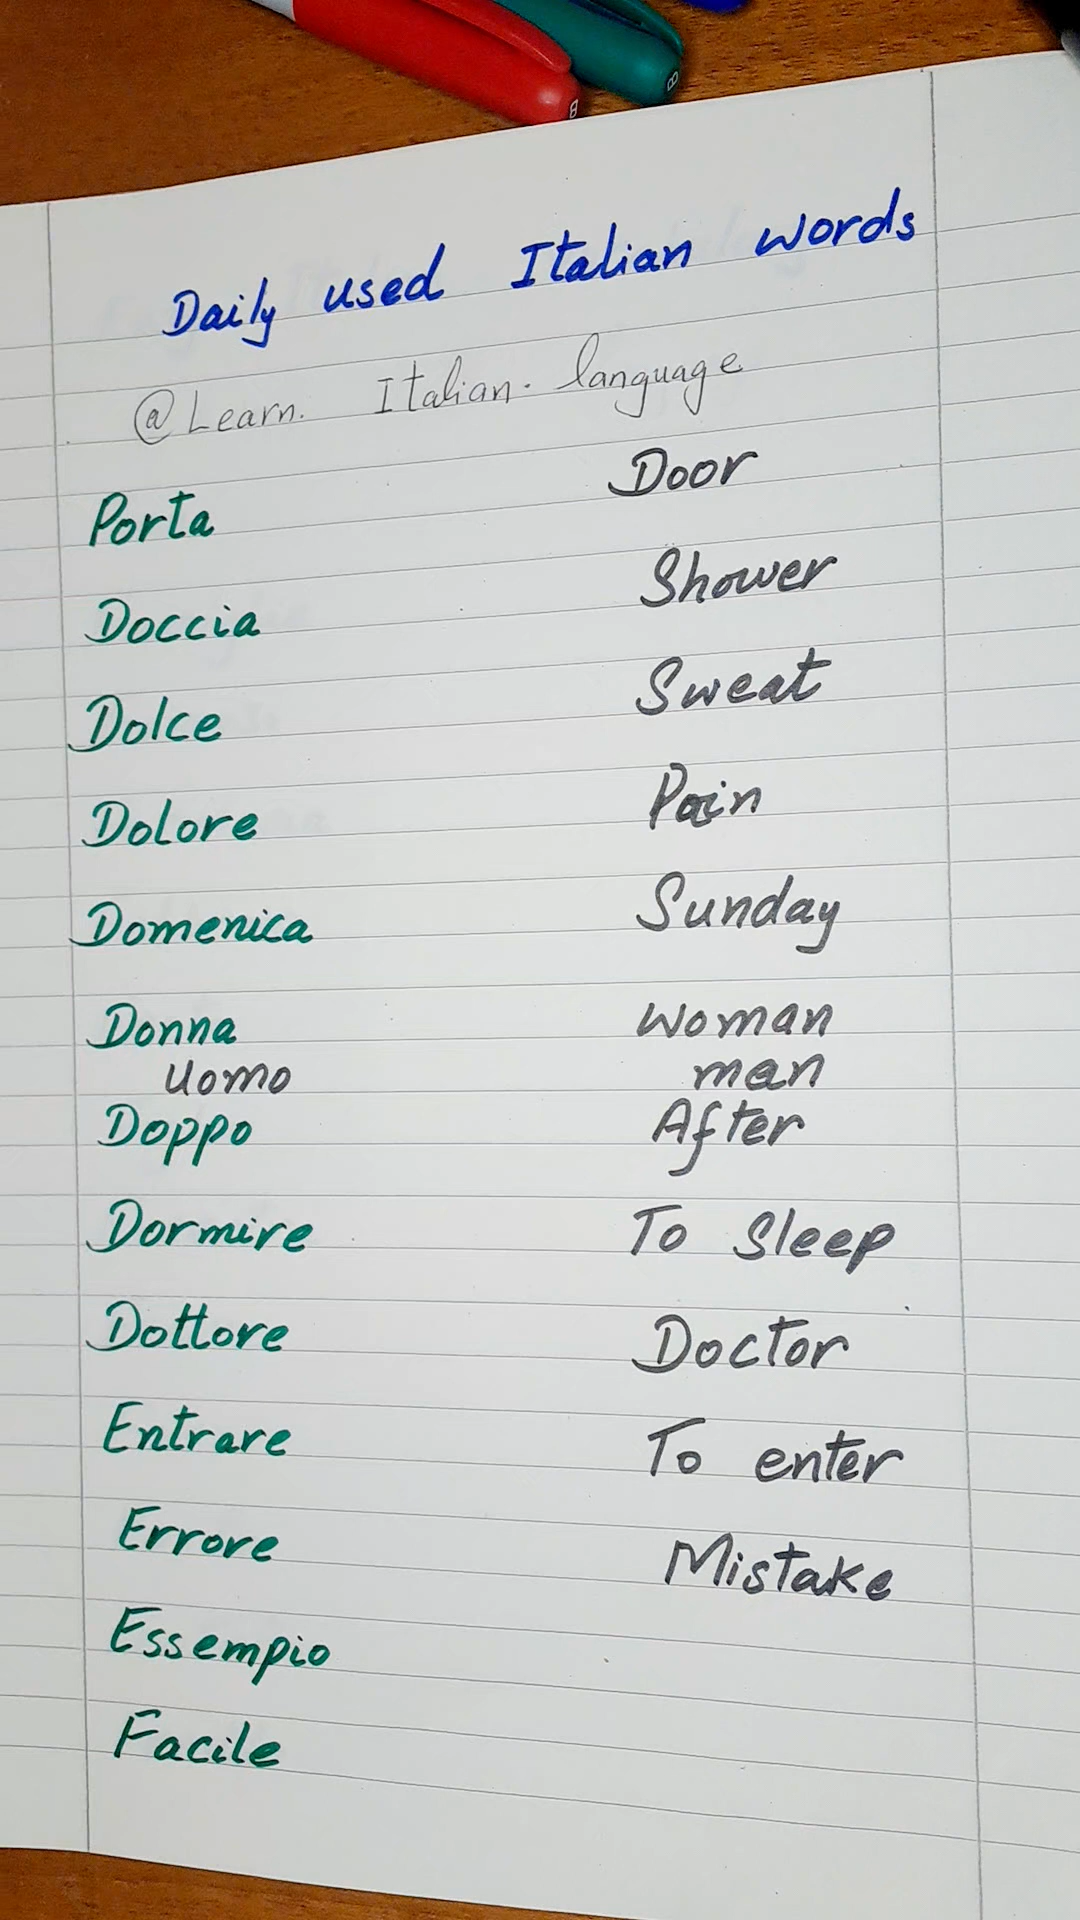 Daily used Italian words
@Learn. Italian. language
Porta Door
Doccia Shower
Dolce Sweat
Dolore Pain
Domenica Sunday
Donna Woman
Uomo man
Doppo After
Dormire To Sleep
Dottore Doctor
Entrare To enter
Errore Mistake
Essempio
Facile